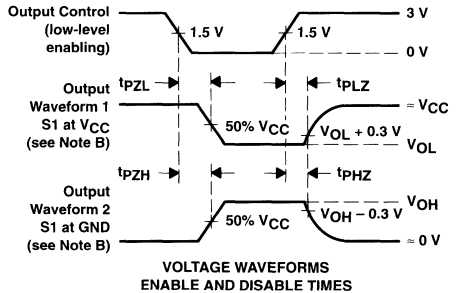 Output Control
(low-level
enabling)
1.5 V
1.5 V
3 V
0 V
tPZL
tPLZ
Output
Waveform 1
S1 at VCC
(see Note B)
50% VCC
≈ VCC
VOL + 0.3 V
VOL
tPZH
tPHZ
Output
Waveform 2
S1 at GND
(see Note B)
50% VCC
VOH
VOH − 0.3 V
≈ 0 V
VOLTAGE WAVEFORMS
ENABLE AND DISABLE TIMES